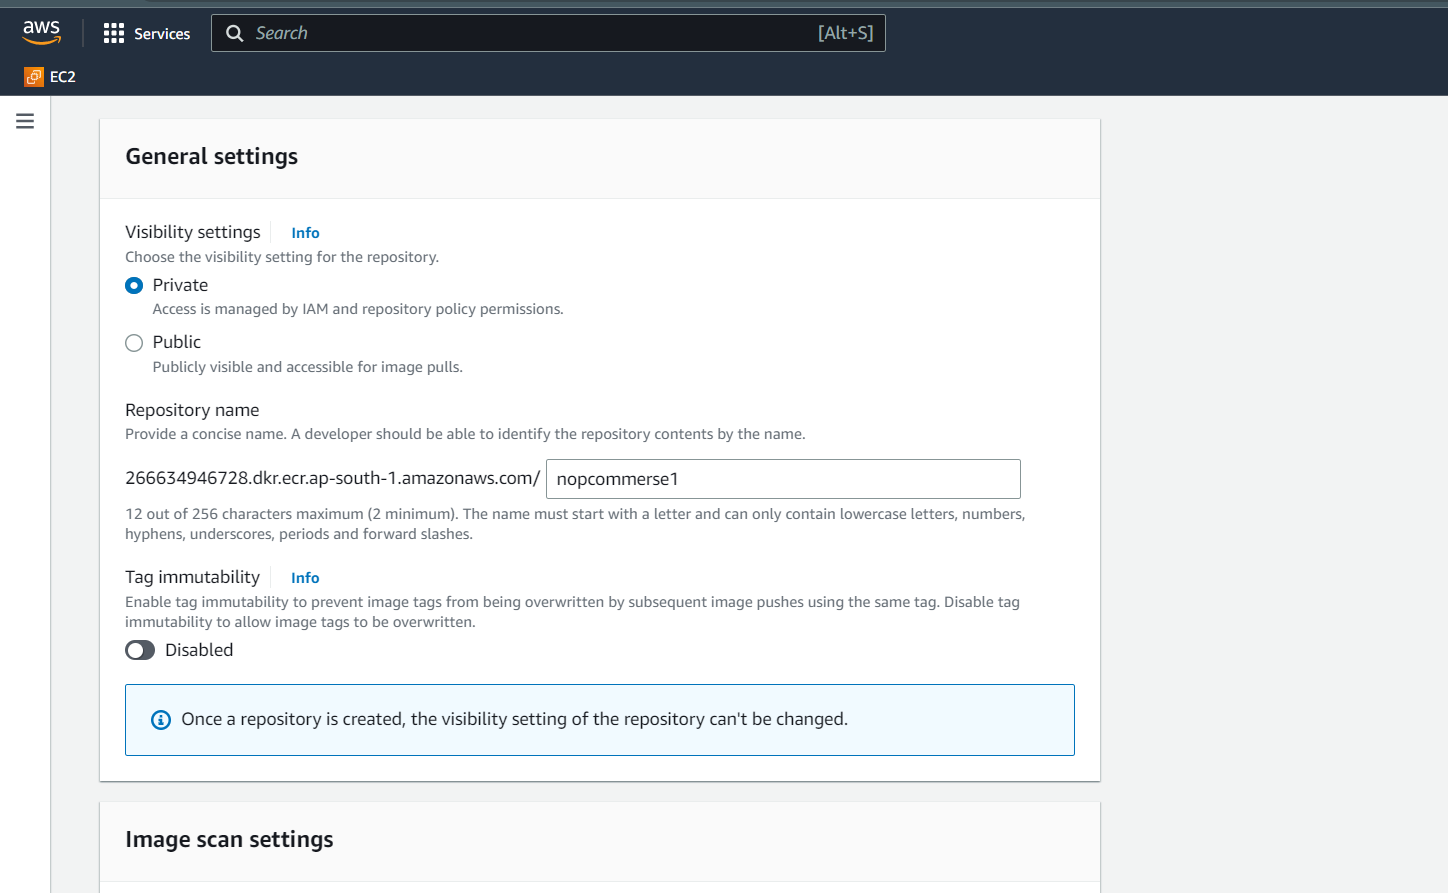 aws
Services
Search
[Alt+S]
EC2
General settings
Visibility settings
Info
Choose the visibility setting for the repository.
Private
Access is managed by IAM and repository policy permissions.
Public
Publicly visible and accessible for image pulls.
Repository name
Provide a concise name. A developer should be able to identify the repository contents by the name.
266634946728.dkr.ecr.ap-south-1.amazonaws.com/
nopcommerse1
12 out of 256 characters maximum (2 minimum). The name must start with a letter and can only contain lowercase letters, numbers,
hyphens, underscores, periods and forward slashes.
Tag immutability
Info
Enable tag immutability to prevent image tags from being overwritten by subsequent image pushes using the same tag. Disable tag
immutability to allow image tags to be overwritten.
Disabled
Once a repository is created, the visibility setting of the repository can't be changed.
Image scan settings